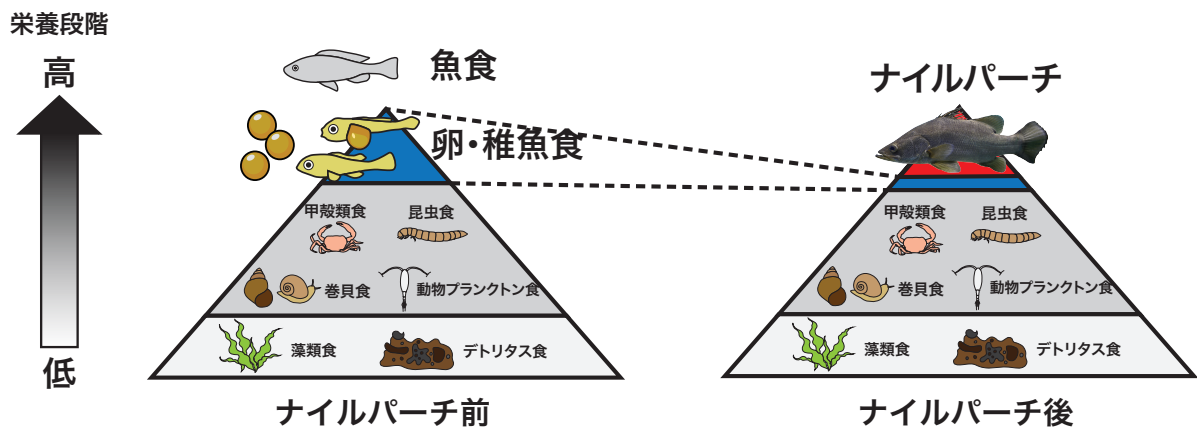 栄養段階
高
低
魚食
卵・稚魚食
甲殻類食
昆虫食
巻貝食
動物プランクトン食
藻類食
デトリタス食
ナイルパーチ前
ナイルパーチ
甲殻類食
昆虫食
巻貝食
動物プランクトン食
藻類食
デトリタス食
ナイルパーチ後